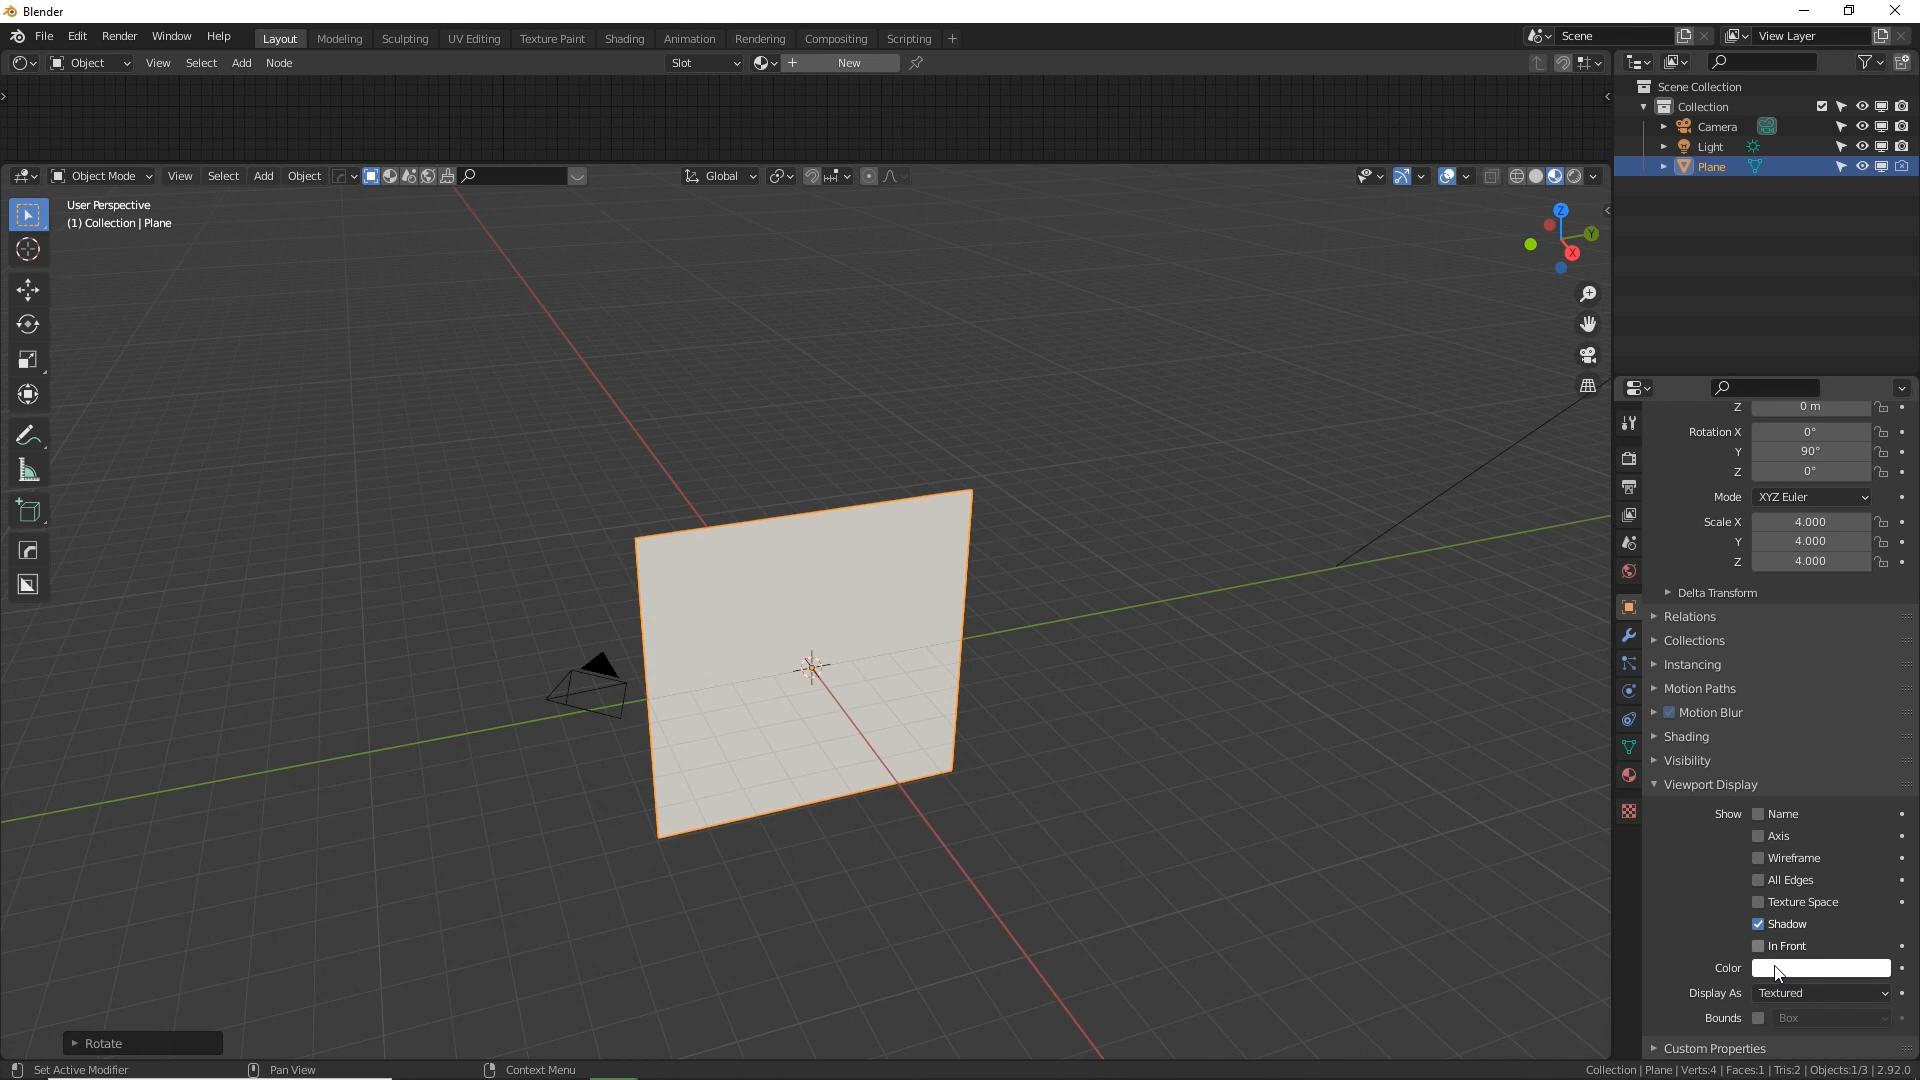 Blender
File Edit Render Window Help Layout Modeling Sculpting UV Editing Texture Paint Shading Animation Rendering Compositing Scripting + Scene View Layer
Object View Select Add Node Slot New
Scene Collection
Collection
Camera
Light
Plane
Object Mode View Select Add Object Global
User Perspective
(1) Collection | Plane
Z
Y
X
Z 0 m
Rotation X 0°
Y 90°
Z 0°
Mode XYZ Euler
Scale X 4.000
Y 4.000
Z 4.000
Delta Transform
Relations
Collections
Instancing
Motion Paths
Motion Blur
Shading
Visibility
Viewport Display
Show Name
Axis
Wireframe
All Edges
Texture Space
Shadow
In Front
Color
Display As Textured
Bounds Box
Custom Properties
Rotate
Set Active Modifier Pan View Context Menu Collection | Plane | Verts:4 | Faces:1 | Tris:2 | Objects:1/3 | 2.92.0